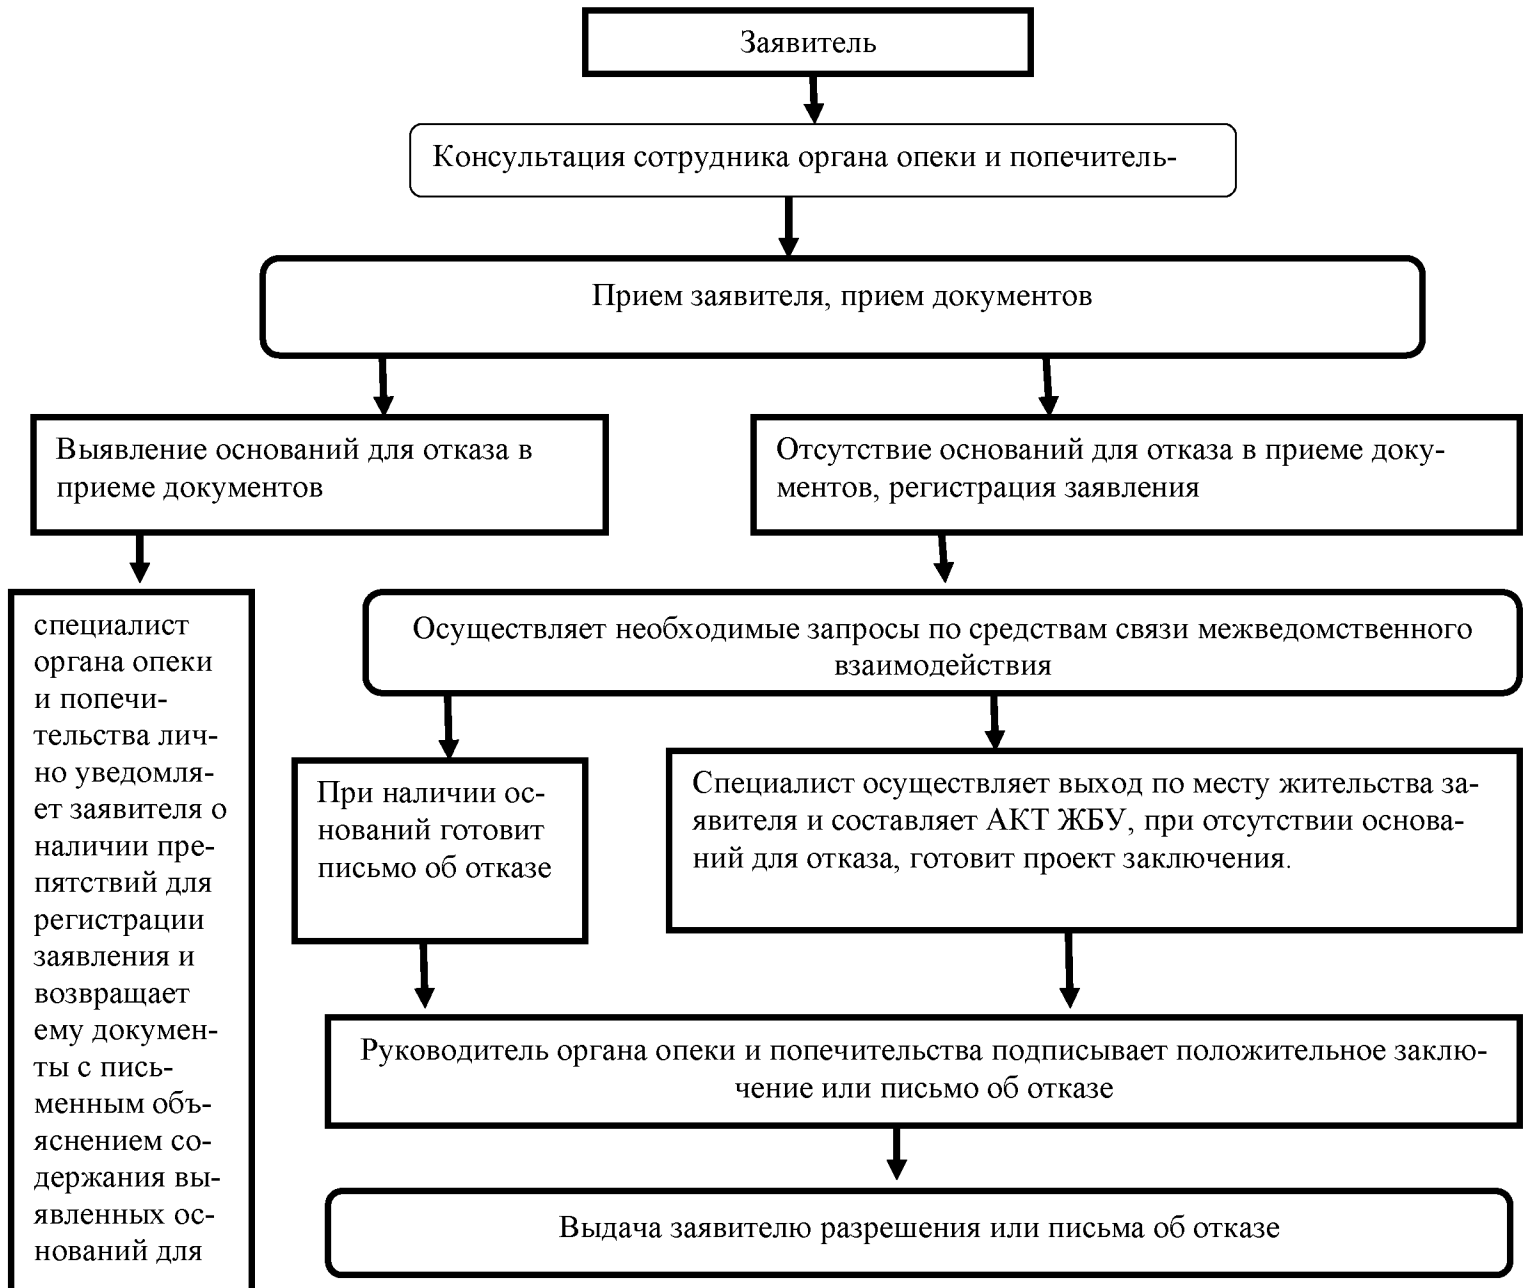 Заявитель
Консультация сотрудника органа опеки и попечитель-
Прием заявителя, прием документов
Выявление оснований для отказа в
приеме документов
Отсутствие оснований для отказа в приеме доку-
ментов, регистрация заявления
специалист
органа опеки
и попечи-
тельства лич-
но уведомля-
ет заявителя о
наличии пре-
пятствий для
регистрации
заявления и
возвращает
ему докумен-
ты с пись-
менным объ-
яснением со-
держания вы-
явленных ос-
нований для
Осуществляет необходимые запросы по средствам связи межведомственного
взаимодействия
При наличии ос-
нований готовит
письмо об отказе
Специалист осуществляет выход по месту жительства за-
явителя и составляет АКТ ЖБУ, при отсутствии основа-
ний для отказа, готовит проект заключения.
Руководитель органа опеки и попечительства подписывает положительное заклю-
чение или письмо об отказе
Выдача заявителю разрешения или письма об отказе